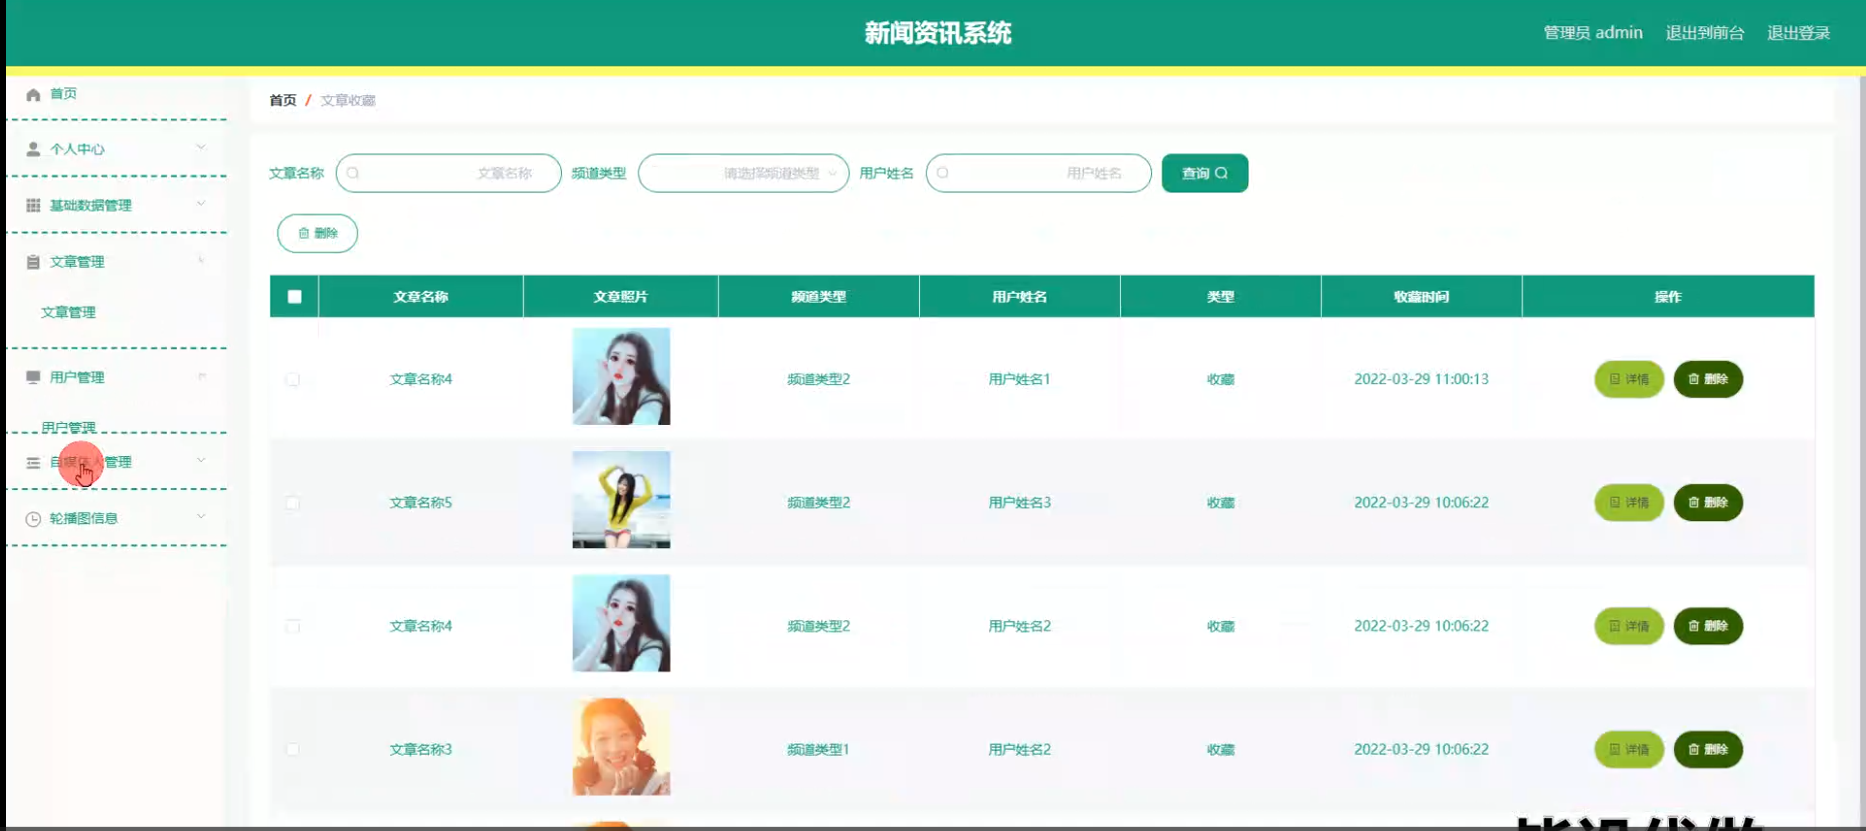 新闻资讯系统
管理员 admin 退出到前台 退出登录
首页
个人中心
基础数据管理
文章管理
文章管理
用户管理
用户管理
自媒体人管理
轮播图信息
首页 / 文章收藏
文章名称 文章名称 频道类型 请选择频道类型 用户姓名 用户姓名 查询
删除
文章名称 文章照片 频道类型 用户姓名 类型 收藏时间 操作
文章名称4 频道类型2 用户姓名1 收藏 2022-03-29 11:00:13 详情 删除
文章名称5 频道类型2 用户姓名3 收藏 2022-03-29 10:06:22 详情 删除
文章名称4 频道类型2 用户姓名2 收藏 2022-03-29 10:06:22 详情 删除
文章名称3 频道类型1 用户姓名2 收藏 2022-03-29 10:06:22 详情 删除